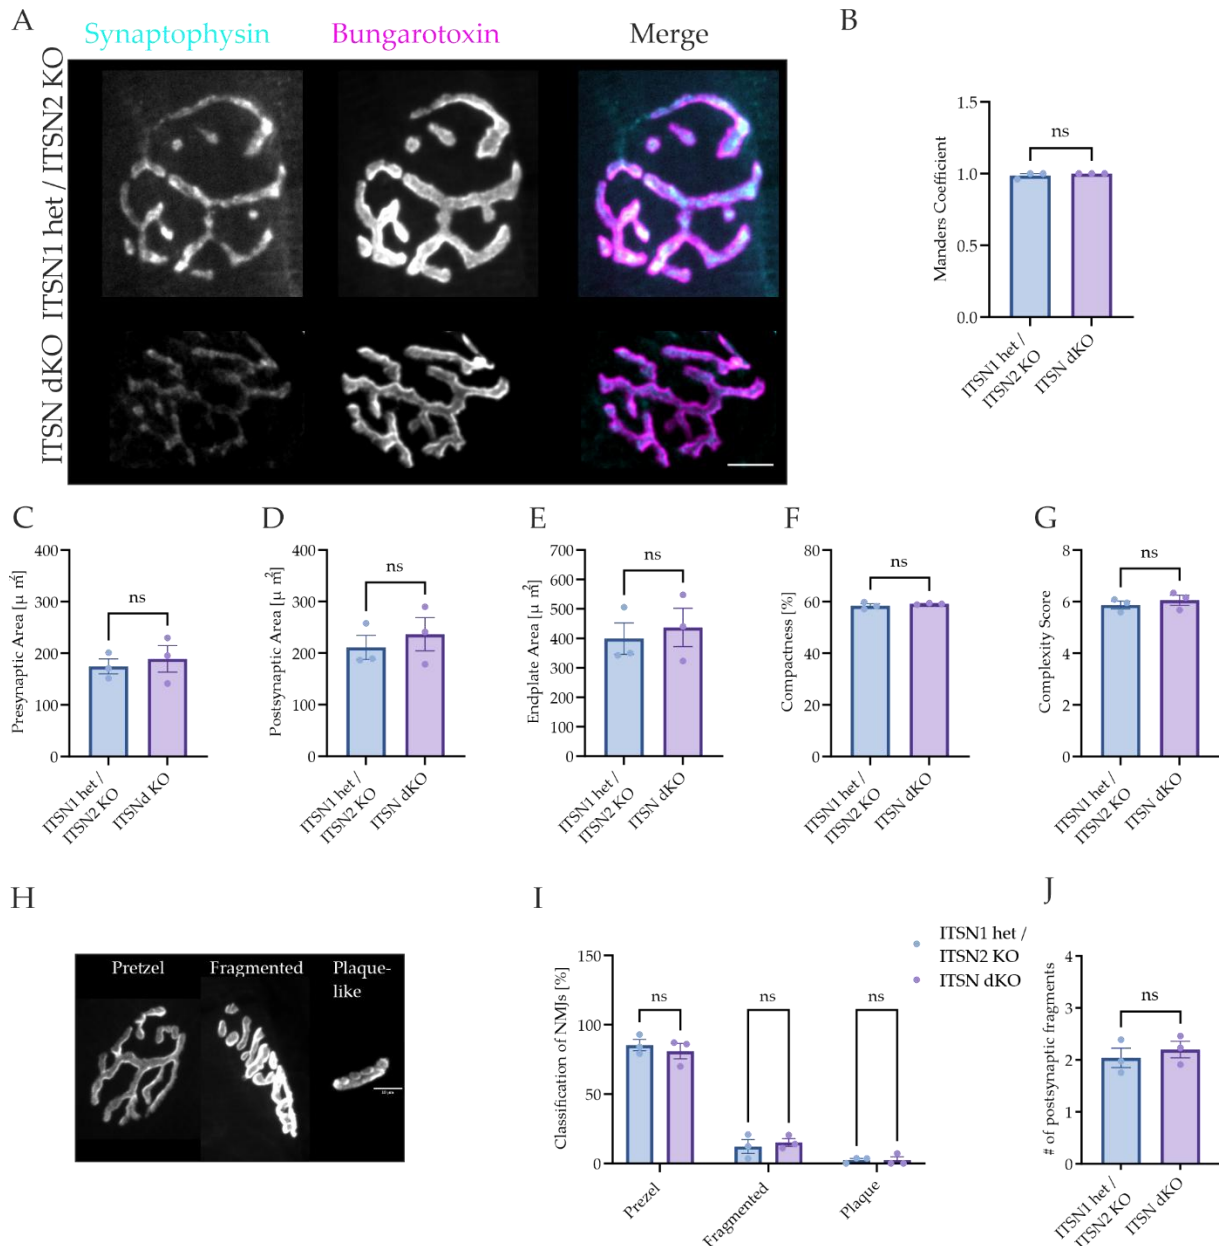 A
Synaptophysin
Bungarotoxin
Merge
ITSN1 het / ITSN2 KO
ITSN dKO
B
Manders Coefficient
1.5
1.0
0.5
0.0
ns
ITSN1 het /
ITSN2 KO
ITSN dKO
C
Presynaptic Area [µ m²]
400
300
200
100
0
ns
ITSN1 het /
ITSN2 KO
ITSNd KO
D
Postsynaptic Area [µ m²]
400
300
200
100
0
ns
ITSN1 het /
ITSN2 KO
ITSN dKO
E
Endplate Area [µ m²]
700
600
500
400
300
200
100
0
ns
ITSN1 het /
ITSN2 KO
ITSN dKO
F
Compactness [%]
80
60
40
20
0
ns
ITSN1 het /
ITSN2 KO
ITSN dKO
G
Complexity Score
8
6
4
2
0
ns
ITSN1 het /
ITSN2 KO
ITSN dKO
H
Pretzel
Fragmented
Plaque-
like
10 µm
I
Classification of NMJs [%]
150
100
50
0
ns
ns
ns
Prezel
Fragmented
Plaque
ITSN1 het /
ITSN2 KO
ITSN dKO
J
# of postsynaptic fragments
4
3
2
1
0
ns
ITSN1 het /
ITSN2 KO
ITSN dKO